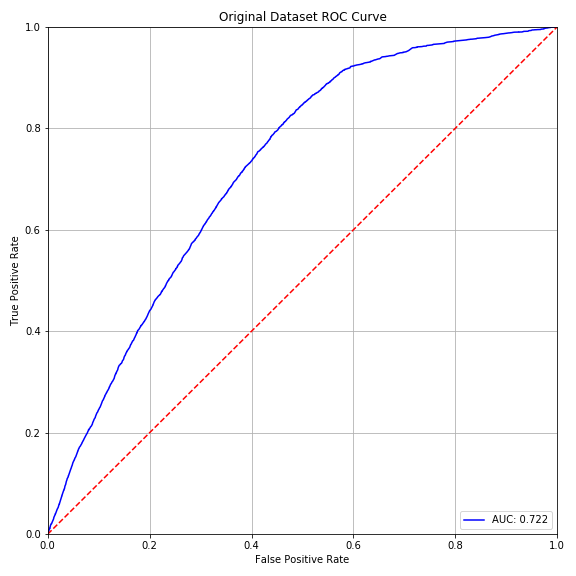 Original Dataset ROC Curve
1.0
0.8
0.6
0.4
0.2
0.0
True Positive Rate
AUC: 0.722
0.0 0.2 0.4 0.6 0.8 1.0
False Positive Rate